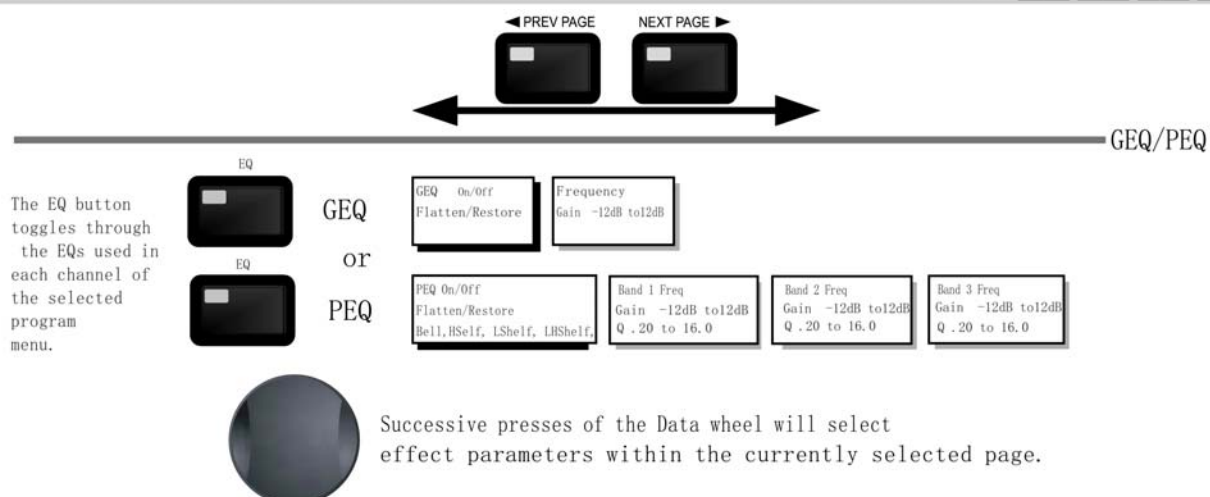 ◄ PREV PAGE NEXT PAGE ►
GEQ/PEQ
The EQ button
toggles through
the EQs used in
each channel of
the selected
program
menu.
EQ
GEQ
or
EQ
PEQ
GEQ On/Off
Flatten/Restore
Frequency
Gain -12dB to12dB
PEQ On/Off
Flatten/Restore
Bell,HSelf, LShelf, LHShelf,
Band 1 Freq
Gain -12dB to12dB
Q .20 to 16.0
Band 2 Freq
Gain -12dB to12dB
Q .20 to 16.0
Band 3 Freq
Gain -12dB to12dB
Q .20 to 16.0
Successive presses of the Data wheel will select
effect parameters within the currently selected page.